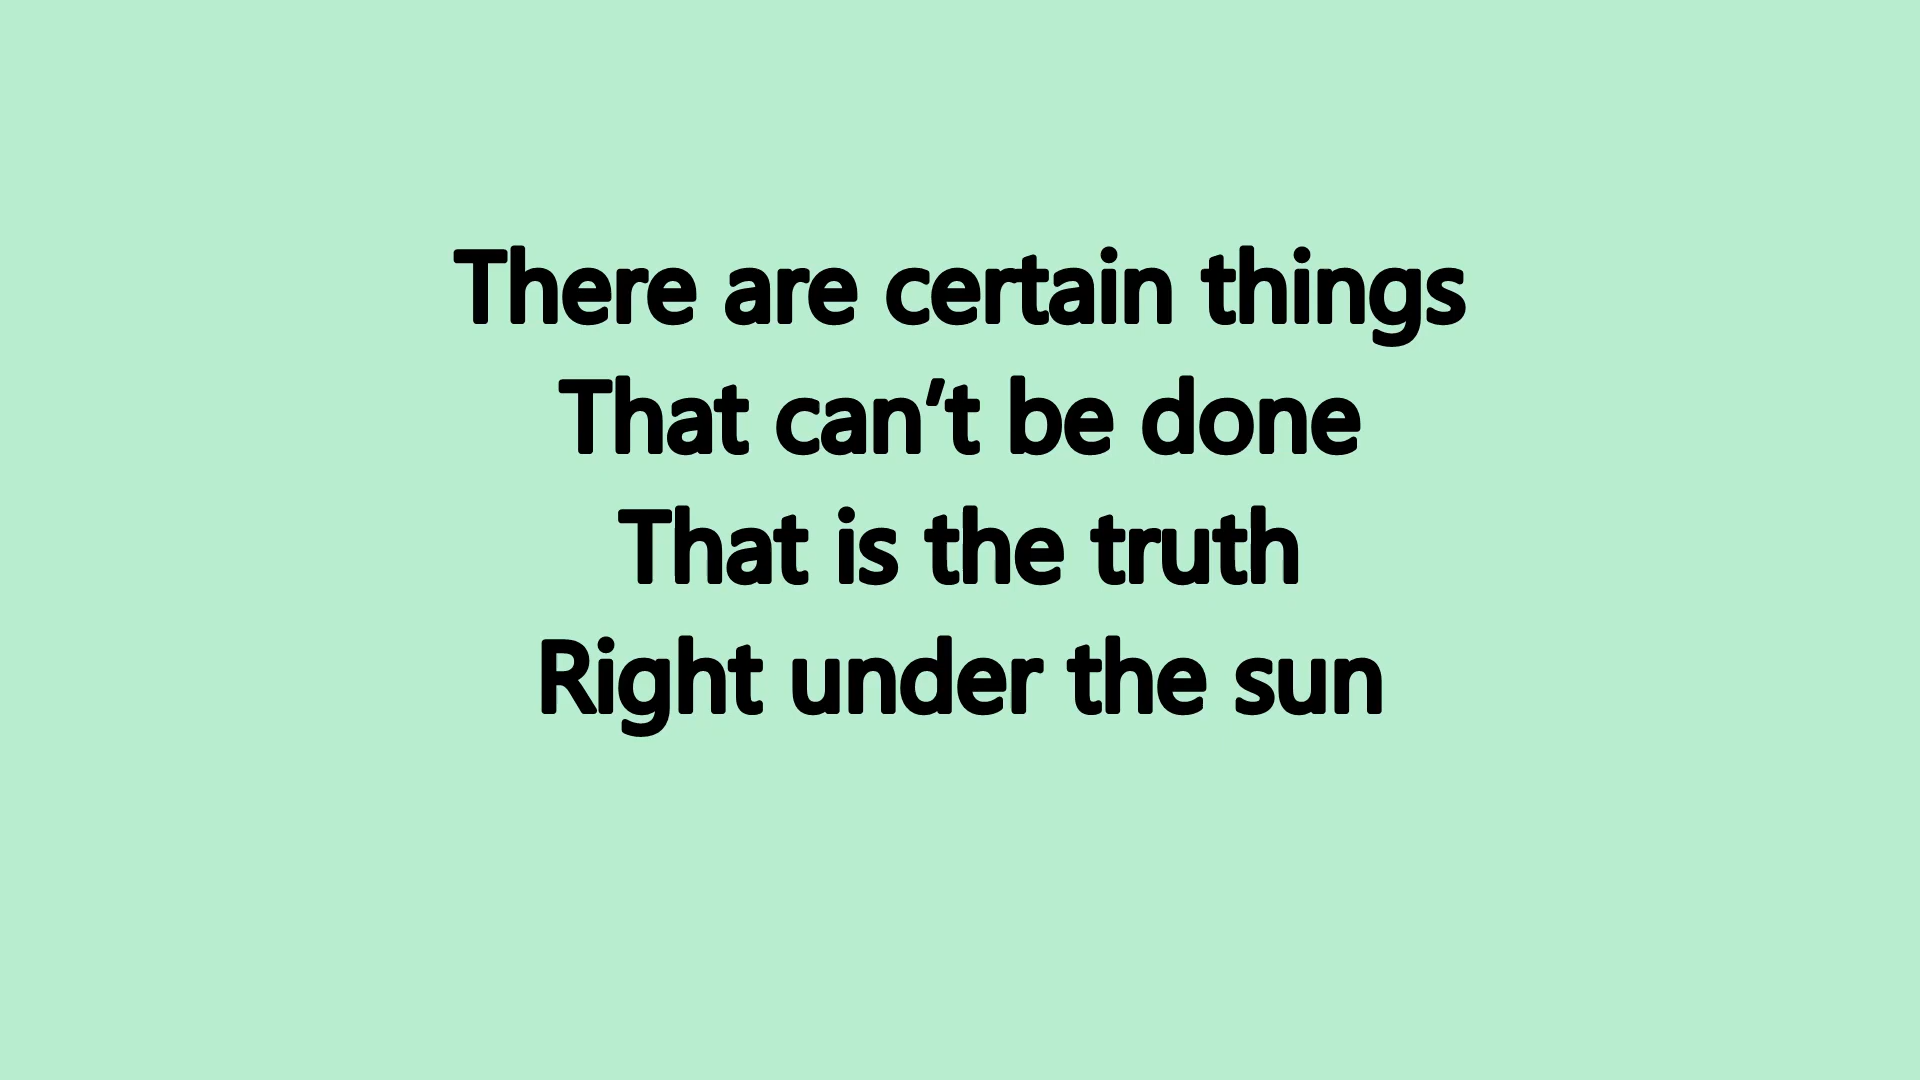 There are certain things
That can’t be done
That is the truth
Right under the sun